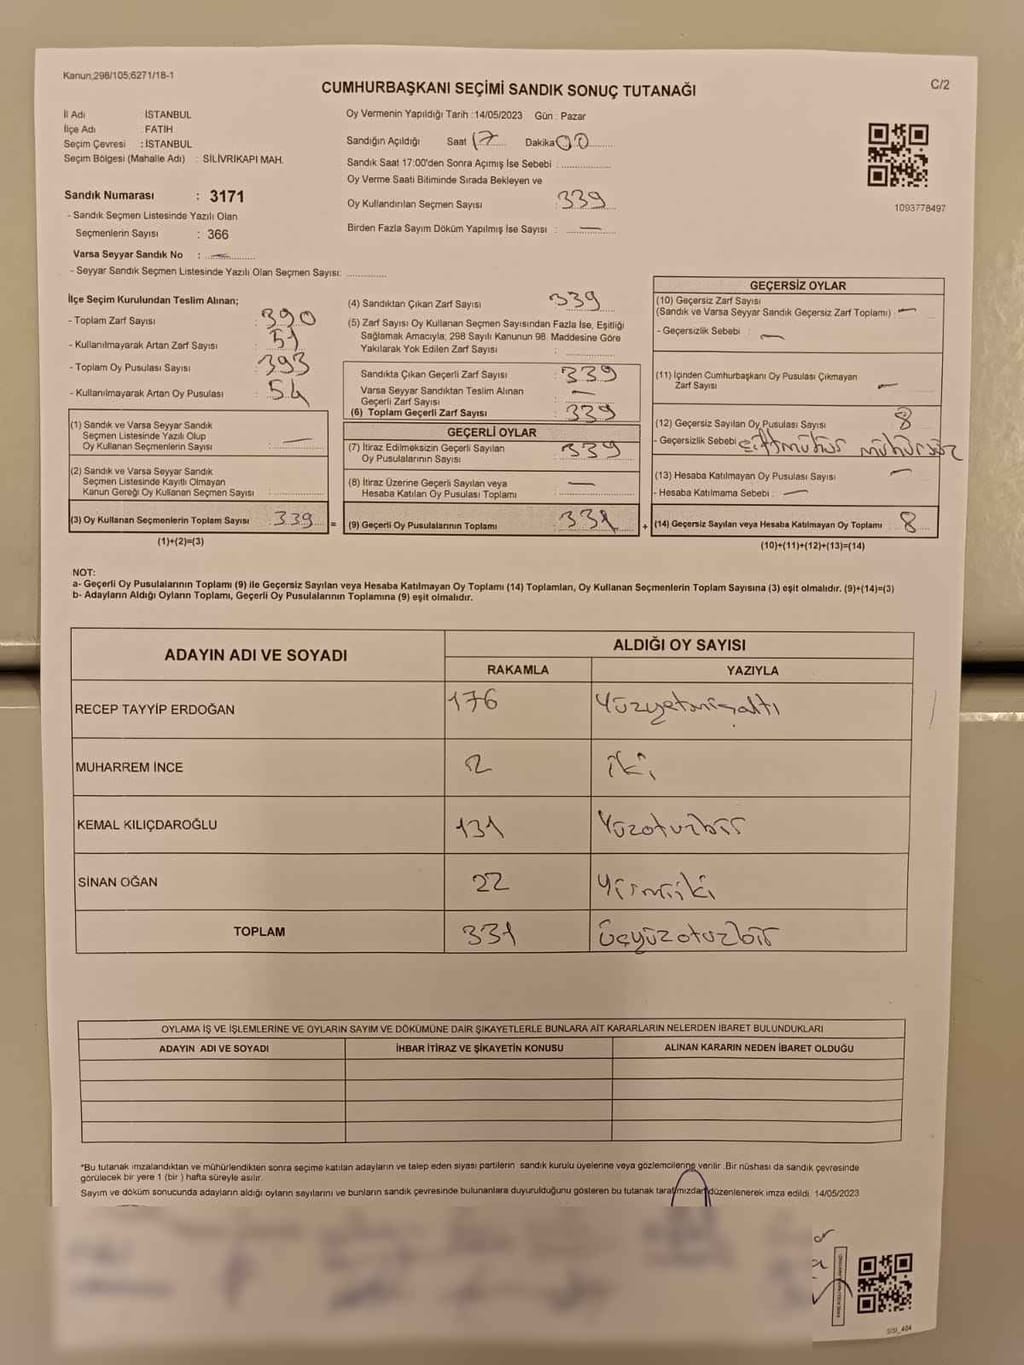 Kanun;298/105;6271/18-1
C/2
CUMHURBAŞKANI SEÇİMİ SANDIK SONUÇ TUTANAĞI
İl Adı İSTANBUL
İlçe Adı FATİH
Seçim Çevresi : İSTANBUL
Seçim Bölgesi (Mahalle Adı) : SİLİVRİKAPI MAH.
Sandık Numarası : 3171
- Sandık Seçmen Listesinde Yazılı Olan
Seçmenlerin Sayısı : 366
Varsa Seyyar Sandık No :
- Seyyar Sandık Seçmen Listesinde Yazılı Olan Seçmen Sayısı:
Oy Vermenin Yapıldığı Tarih :14/05/2023 Gün : Pazar
Sandığın Açıldığı Saat 17 Dakika 00
Sandık Saat 17:00'den Sonra Açımış İse Sebebi :
Oy Verme Saati Bitiminde Sırada Bekleyen ve
Oy Kullandırılan Seçmen Sayısı : 339
Birden Fazla Sayım Döküm Yapılmış İse Sayısı : —
1093778497
İlçe Seçim Kurulundan Teslim Alınan;
- Toplam Zarf Sayısı : 390
- Kullanılmayarak Artan Zarf Sayısı : 51
- Toplam Oy Pusulası Sayısı : 393
- Kullanılmayarak Artan Oy Pusulası : 54
(1) Sandık ve Varsa Seyyar Sandık
Seçmen Listesinde Yazılı Olup
Oy Kullanan Seçmenlerin Sayısı : —
(2) Sandık ve Varsa Seyyar Sandık
Seçmen Listesinde Kayıtlı Olmayan
Kanun Gereği Oy Kullanan Seçmen Sayısı :
(3) Oy Kullanan Seçmenlerin Toplam Sayısı : 339 =
(1)+(2)=(3)
(4) Sandıktan Çıkan Zarf Sayısı : 339
(5) Zarf Sayısı Oy Kullanan Seçmen Sayısından Fazla İse, Eşitliği
Sağlamak Amacıyla; 298 Sayılı Kanunun 98. Maddesine Göre
Yakılarak Yok Edilen Zarf Sayısı :
Sandıkta Çıkan Geçerli Zarf Sayısı : 339
Varsa Seyyar Sandıktan Teslim Alınan
Geçerli Zarf Sayısı : —
(6) Toplam Geçerli Zarf Sayısı : 339
GEÇERLİ OYLAR
(7) İtiraz Edilmeksizin Geçerli Sayılan
Oy Pusulalarının Sayısı : 339
(8) İtiraz Üzerine Geçerli Sayılan veya
Hesaba Katılan Oy Pusulası Toplamı : —
(9) Geçerli Oy Pusulalarının Toplamı : 331 +
GEÇERSİZ OYLAR
(10) Geçersiz Zarf Sayısı
(Sandık ve Varsa Seyyar Sandık Geçersiz Zarf Toplamı) : —
- Geçersizlik Sebebi : —
(11) İçinden Cumhurbaşkanı Oy Pusulası Çıkmayan
Zarf Sayısı : —
(12) Geçersiz Sayılan Oy Pusulası Sayısı : 8
- Geçersizlik Sebebi : Çift mühür mühürsüz
(13) Hesaba Katılmayan Oy Pusulası Sayısı : —
- Hesaba Katılmama Sebebi : —
(14) Geçersiz Sayılan veya Hesaba Katılmayan Oy Toplamı : 8
(10)+(11)+(12)+(13)=(14)
NOT:
a- Geçerli Oy Pusulalarının Toplamı (9) ile Geçersiz Sayılan veya Hesaba Katılmayan Oy Toplamı (14) Toplamları, Oy Kullanan Seçmenlerin Toplam Sayısına (3) eşit olmalıdır. (9)+(14)=(3)
b- Adayların Aldığı Oyların Toplamı, Geçerli Oy Pusulalarının Toplamına (9) eşit olmalıdır.
ADAYIN ADI VE SOYADI ALDIĞI OY SAYISI
RAKAMLA YAZIYLA
RECEP TAYYİP ERDOĞAN 176 Yüzyetmişaltı
MUHARREM İNCE 2 iki
KEMAL KILIÇDAROĞLU 131 Yüzotuzbir
SİNAN OĞAN 22 Yirmiiki
TOPLAM 331 üçyüzotuzbir
OYLAMA İŞ VE İŞLEMLERİNE VE OYLARIN SAYIM VE DÖKÜMÜNE DAİR ŞİKAYETLERLE BUNLARA AİT KARARLARIN NELERDEN İBARET BULUNDUKLARI
ADAYIN ADI VE SOYADI İHBAR İTİRAZ VE ŞİKAYETİN KONUSU ALINAN KARARIN NEDEN İBARET OLDUĞU
*Bu tutanak imzalandıktan ve mühürlendikten sonra seçime katılan adayların ve talep eden siyasi partilerin sandık kurulu üyelerine veya gözlemcilerine verilir. Bir nüshası da sandık çevresinde
görülecek bir yere 1 (bir) hafta süreyle asılır.
Sayım ve döküm sonucunda adayların aldığı oyların sayılarını ve bunların sandık çevresinde bulunanlara duyurulduğunu gösteren bu tutanak tarafımızdan düzenlenerek imza edildi. 14/05/2023
SISI_404